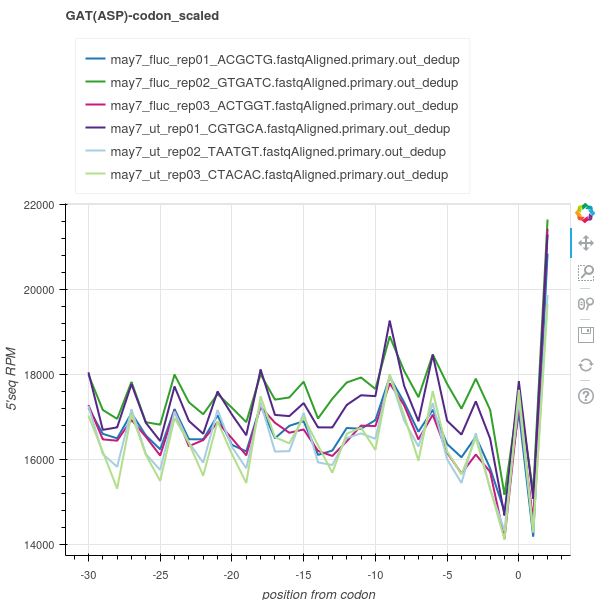 GAT(ASP)-codon_scaled
may7_fluc_rep01_ACGCTG.fastqAligned.primary.out_dedup
may7_fluc_rep02_GTGATC.fastqAligned.primary.out_dedup
may7_fluc_rep03_ACTGGT.fastqAligned.primary.out_dedup
may7_ut_rep01_CGTGCA.fastqAligned.primary.out_dedup
may7_ut_rep02_TAATGT.fastqAligned.primary.out_dedup
may7_ut_rep03_CTACAC.fastqAligned.primary.out_dedup
22000
20000
18000
16000
14000
5'seq RPM
-30 -25 -20 -15 -10 -5 0
position from codon